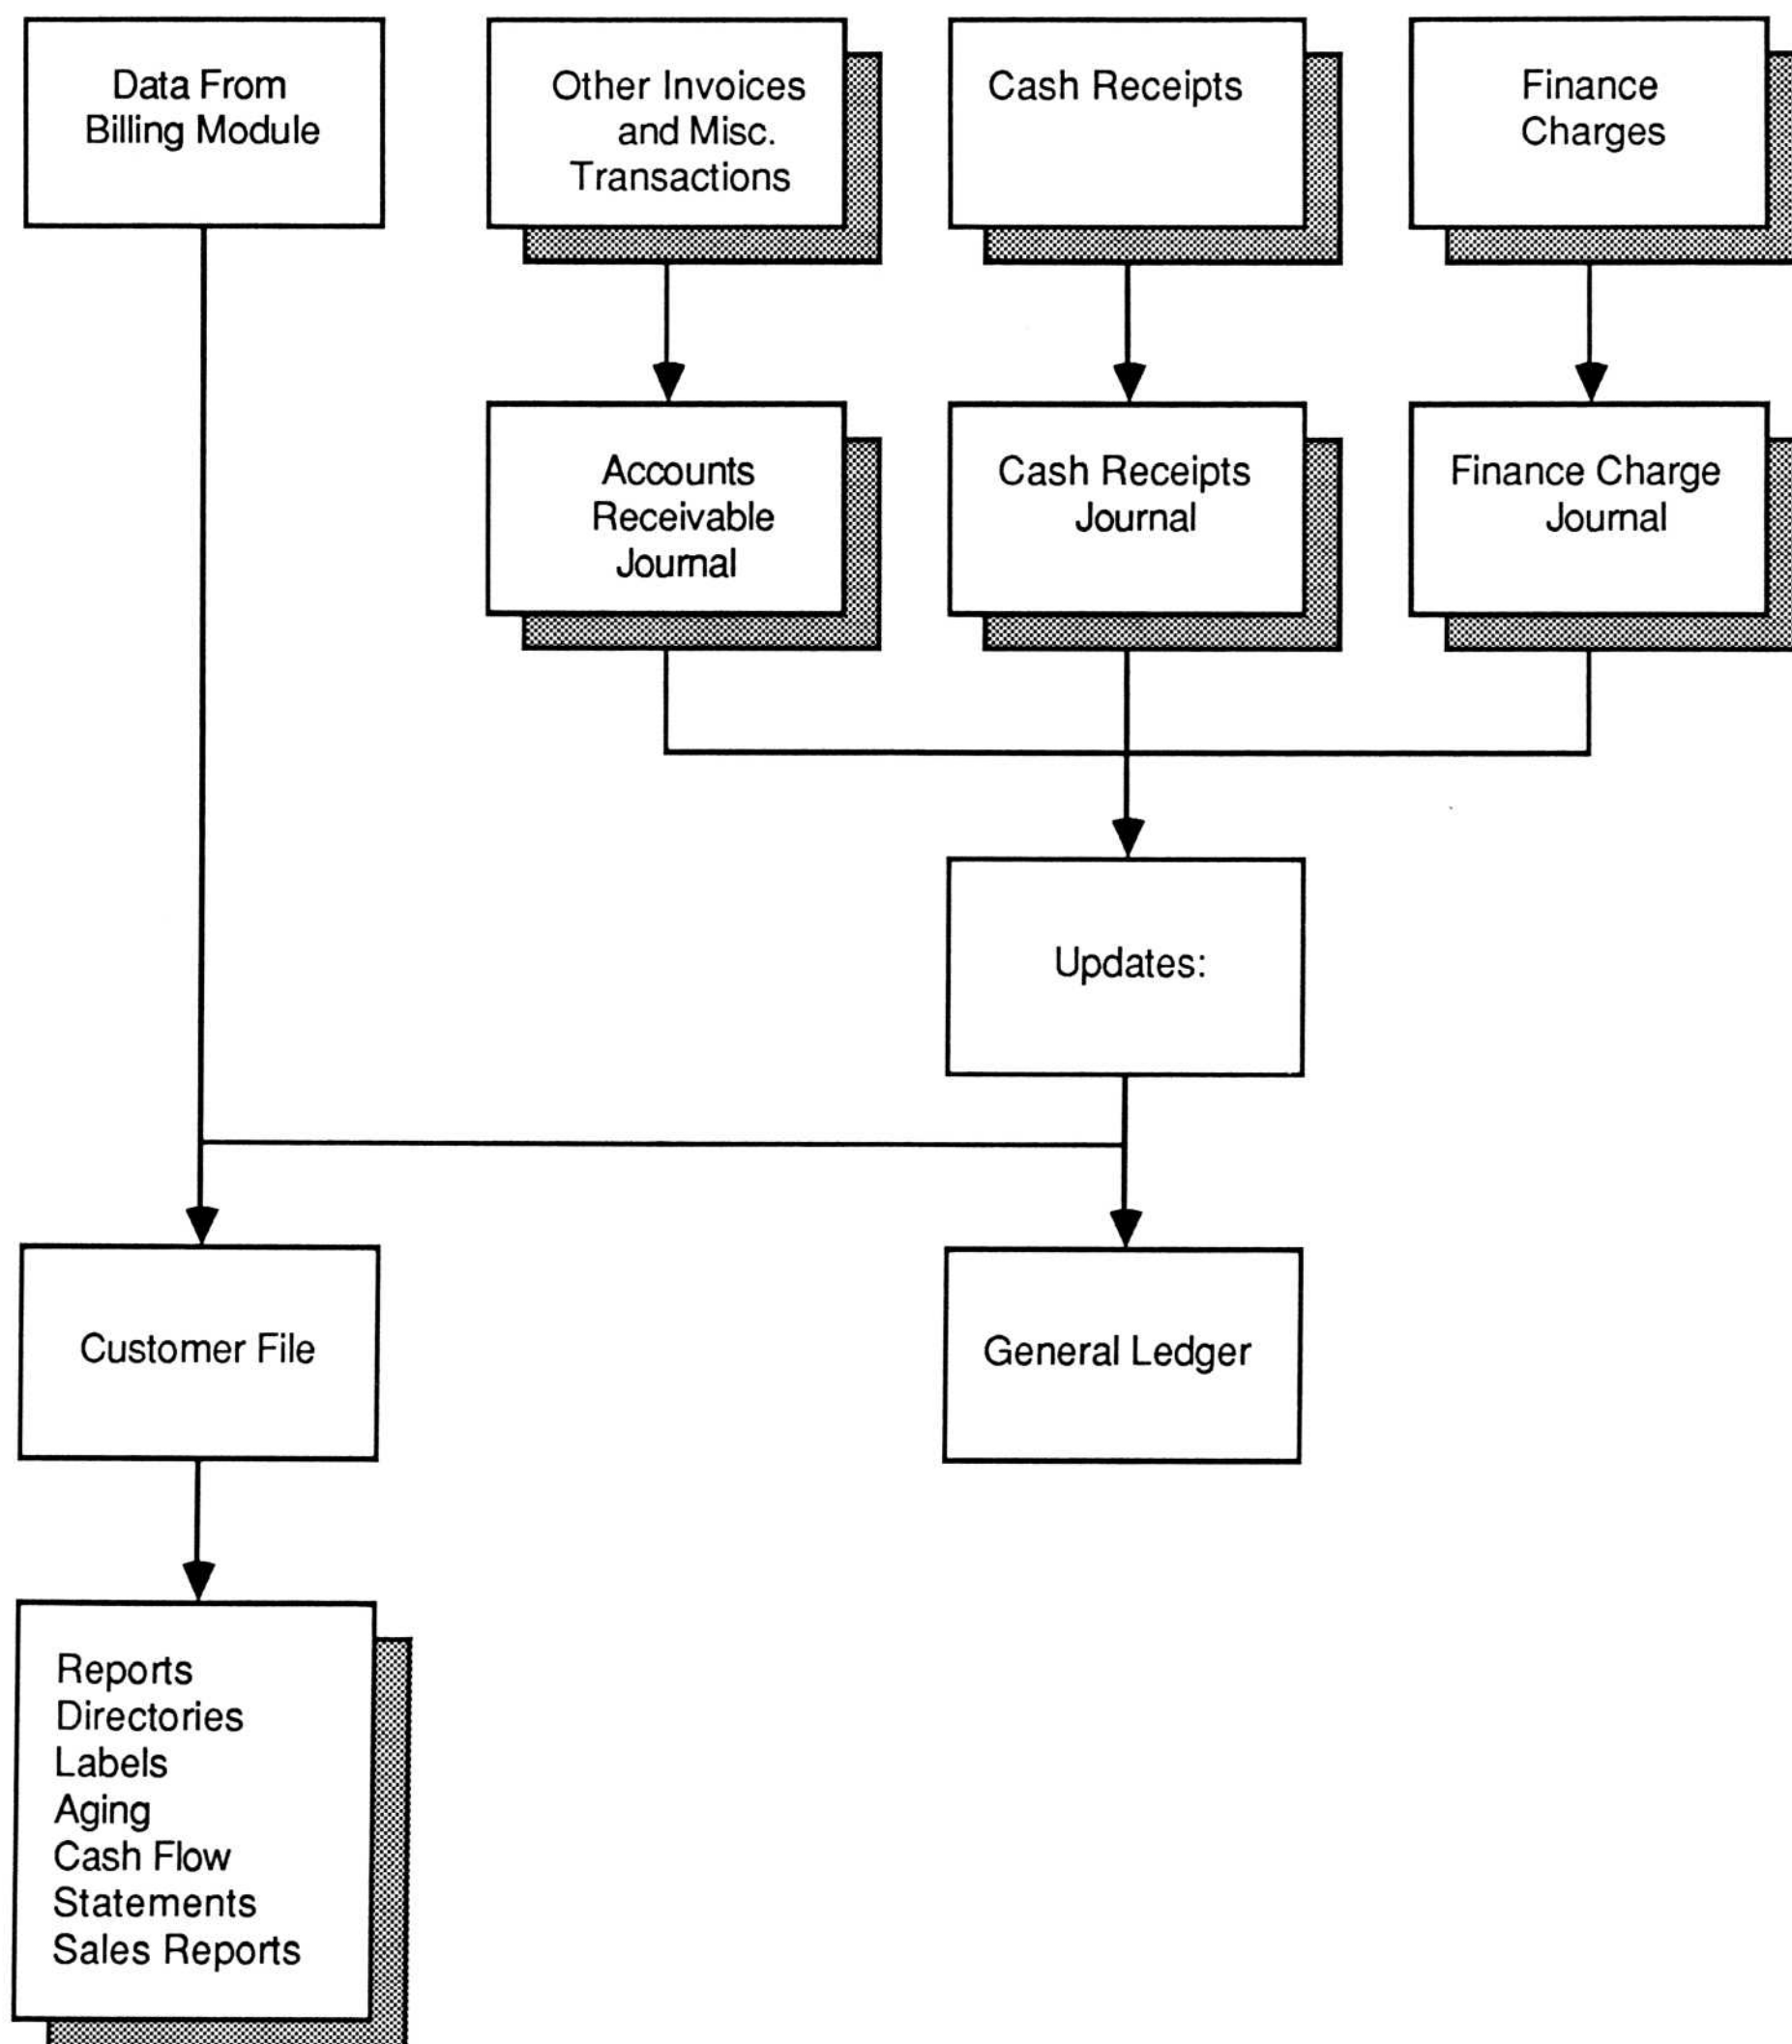 Data From
Billing Module
Other Invoices
and Misc.
Transactions
Cash Receipts
Finance
Charges
Accounts
Receivable
Journal
Cash Receipts
Journal
Finance Charge
Journal
Updates:
Customer File
General Ledger
Reports
Directories
Labels
Aging
Cash Flow
Statements
Sales Reports